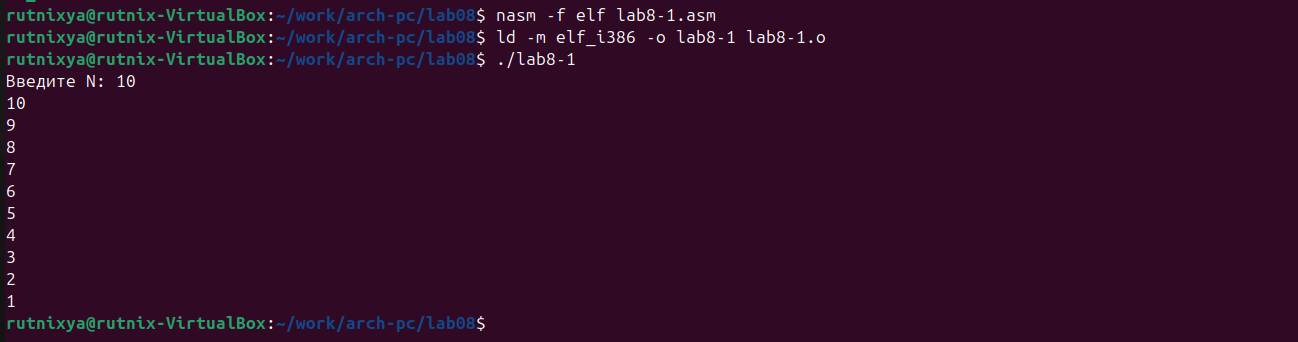 rutnixya@rutnix-VirtualBox:~/work/arch-pc/lab08$ nasm -f elf lab8-1.asm
rutnixya@rutnix-VirtualBox:~/work/arch-pc/lab08$ ld -m elf_i386 -o lab8-1 lab8-1.o
rutnixya@rutnix-VirtualBox:~/work/arch-pc/lab08$ ./lab8-1
Введите N: 10
10
9
8
7
6
5
4
3
2
1
rutnixya@rutnix-VirtualBox:~/work/arch-pc/lab08$